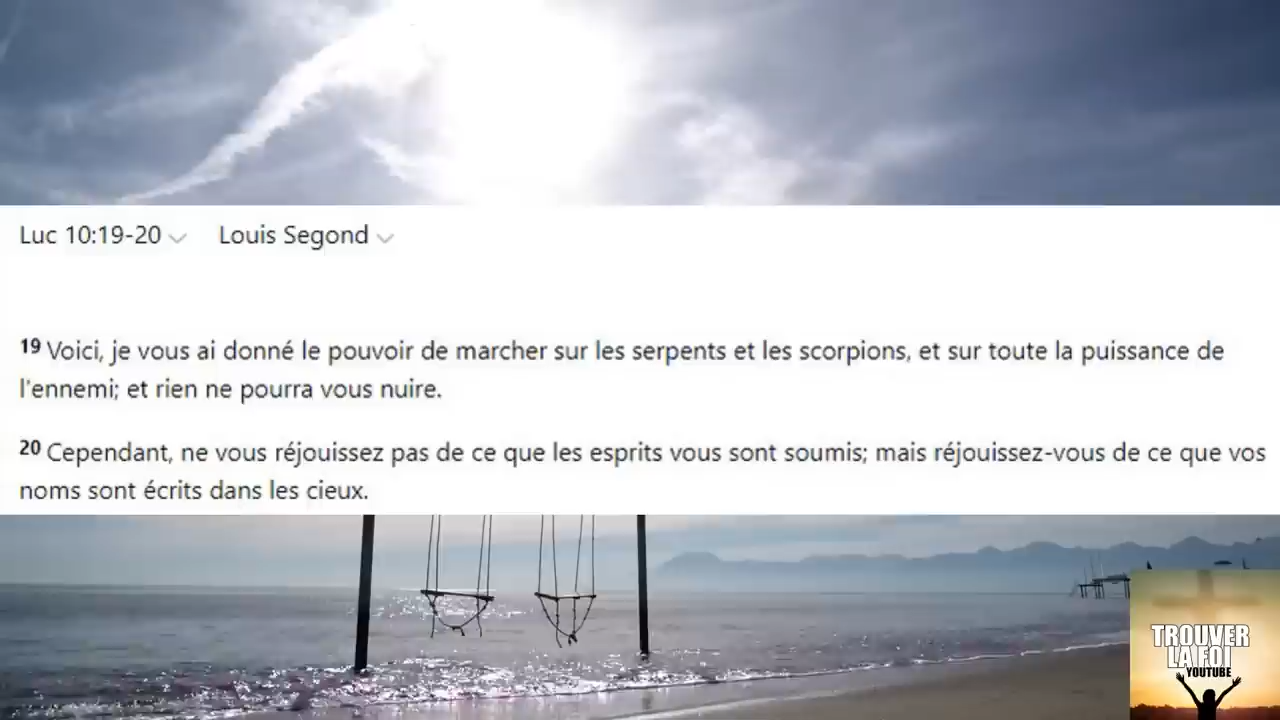 Luc 10:19-20 Louis Segond
19 Voici, je vous ai donné le pouvoir de marcher sur les serpents et les scorpions, et sur toute la puissance de
l'ennemi; et rien ne pourra vous nuire.
20 Cependant, ne vous réjouissez pas de ce que les esprits vous sont soumis; mais réjouissez-vous de ce que vos
noms sont écrits dans les cieux.
TROUVER
LA FOI
YOUTUBE